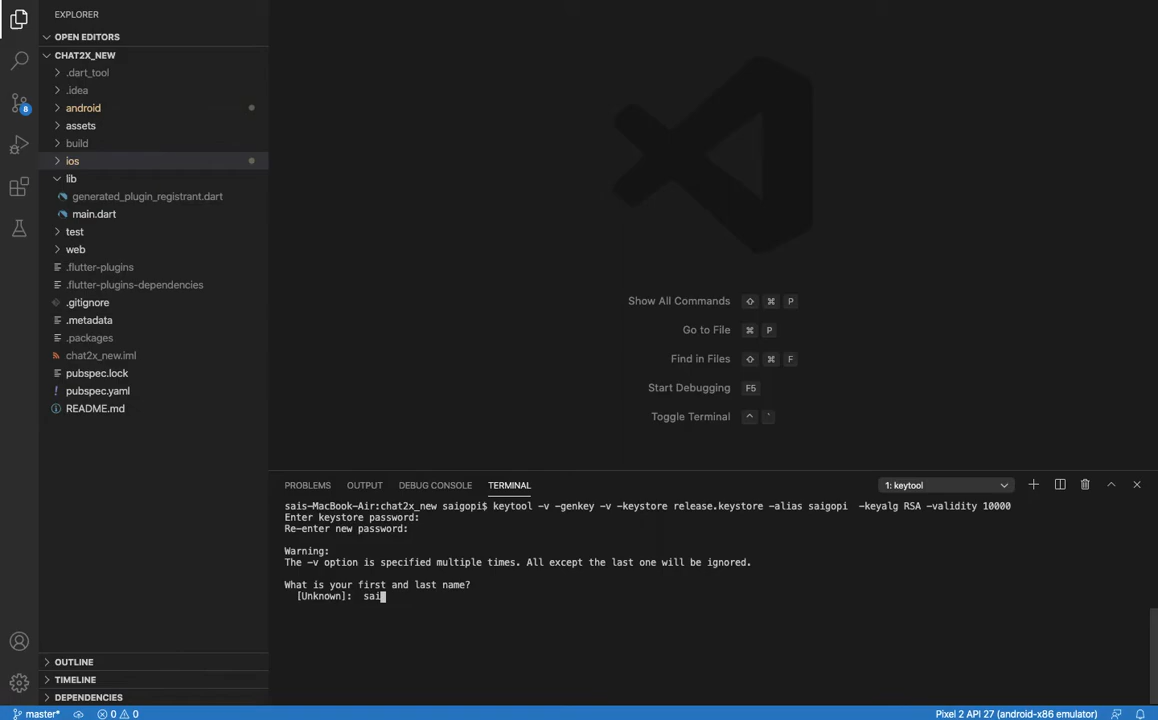 EXPLORER
OPEN EDITORS
CHAT2X_NEW
.dart_tool
.idea
android
assets
build
ios
lib
generated_plugin_registrant.dart
main.dart
test
web
.flutter-plugins
.flutter-plugins-dependencies
.gitignore
.metadata
.packages
chat2x_new.iml
pubspec.lock
! pubspec.yaml
README.md
8
OUTLINE
TIMELINE
DEPENDENCIES
Show All Commands ⇧ ⌘ P
Go to File ⌘ P
Find in Files ⇧ ⌘ F
Start Debugging F5
Toggle Terminal ^ `
PROBLEMS OUTPUT DEBUG CONSOLE TERMINAL 1: keytool
sais-MacBook-Air:chat2x_new saigopi$ keytool -v -genkey -v -keystore release.keystore -alias saigopi  -keyalg RSA -validity 10000
Enter keystore password:
Re-enter new password:
Warning:
The -v option is specified multiple times. All except the last one will be ignored.
What is your first and last name?
[Unknown]:  sai
master* 0 0 Pixel 2 API 27 (android-x86 emulator)